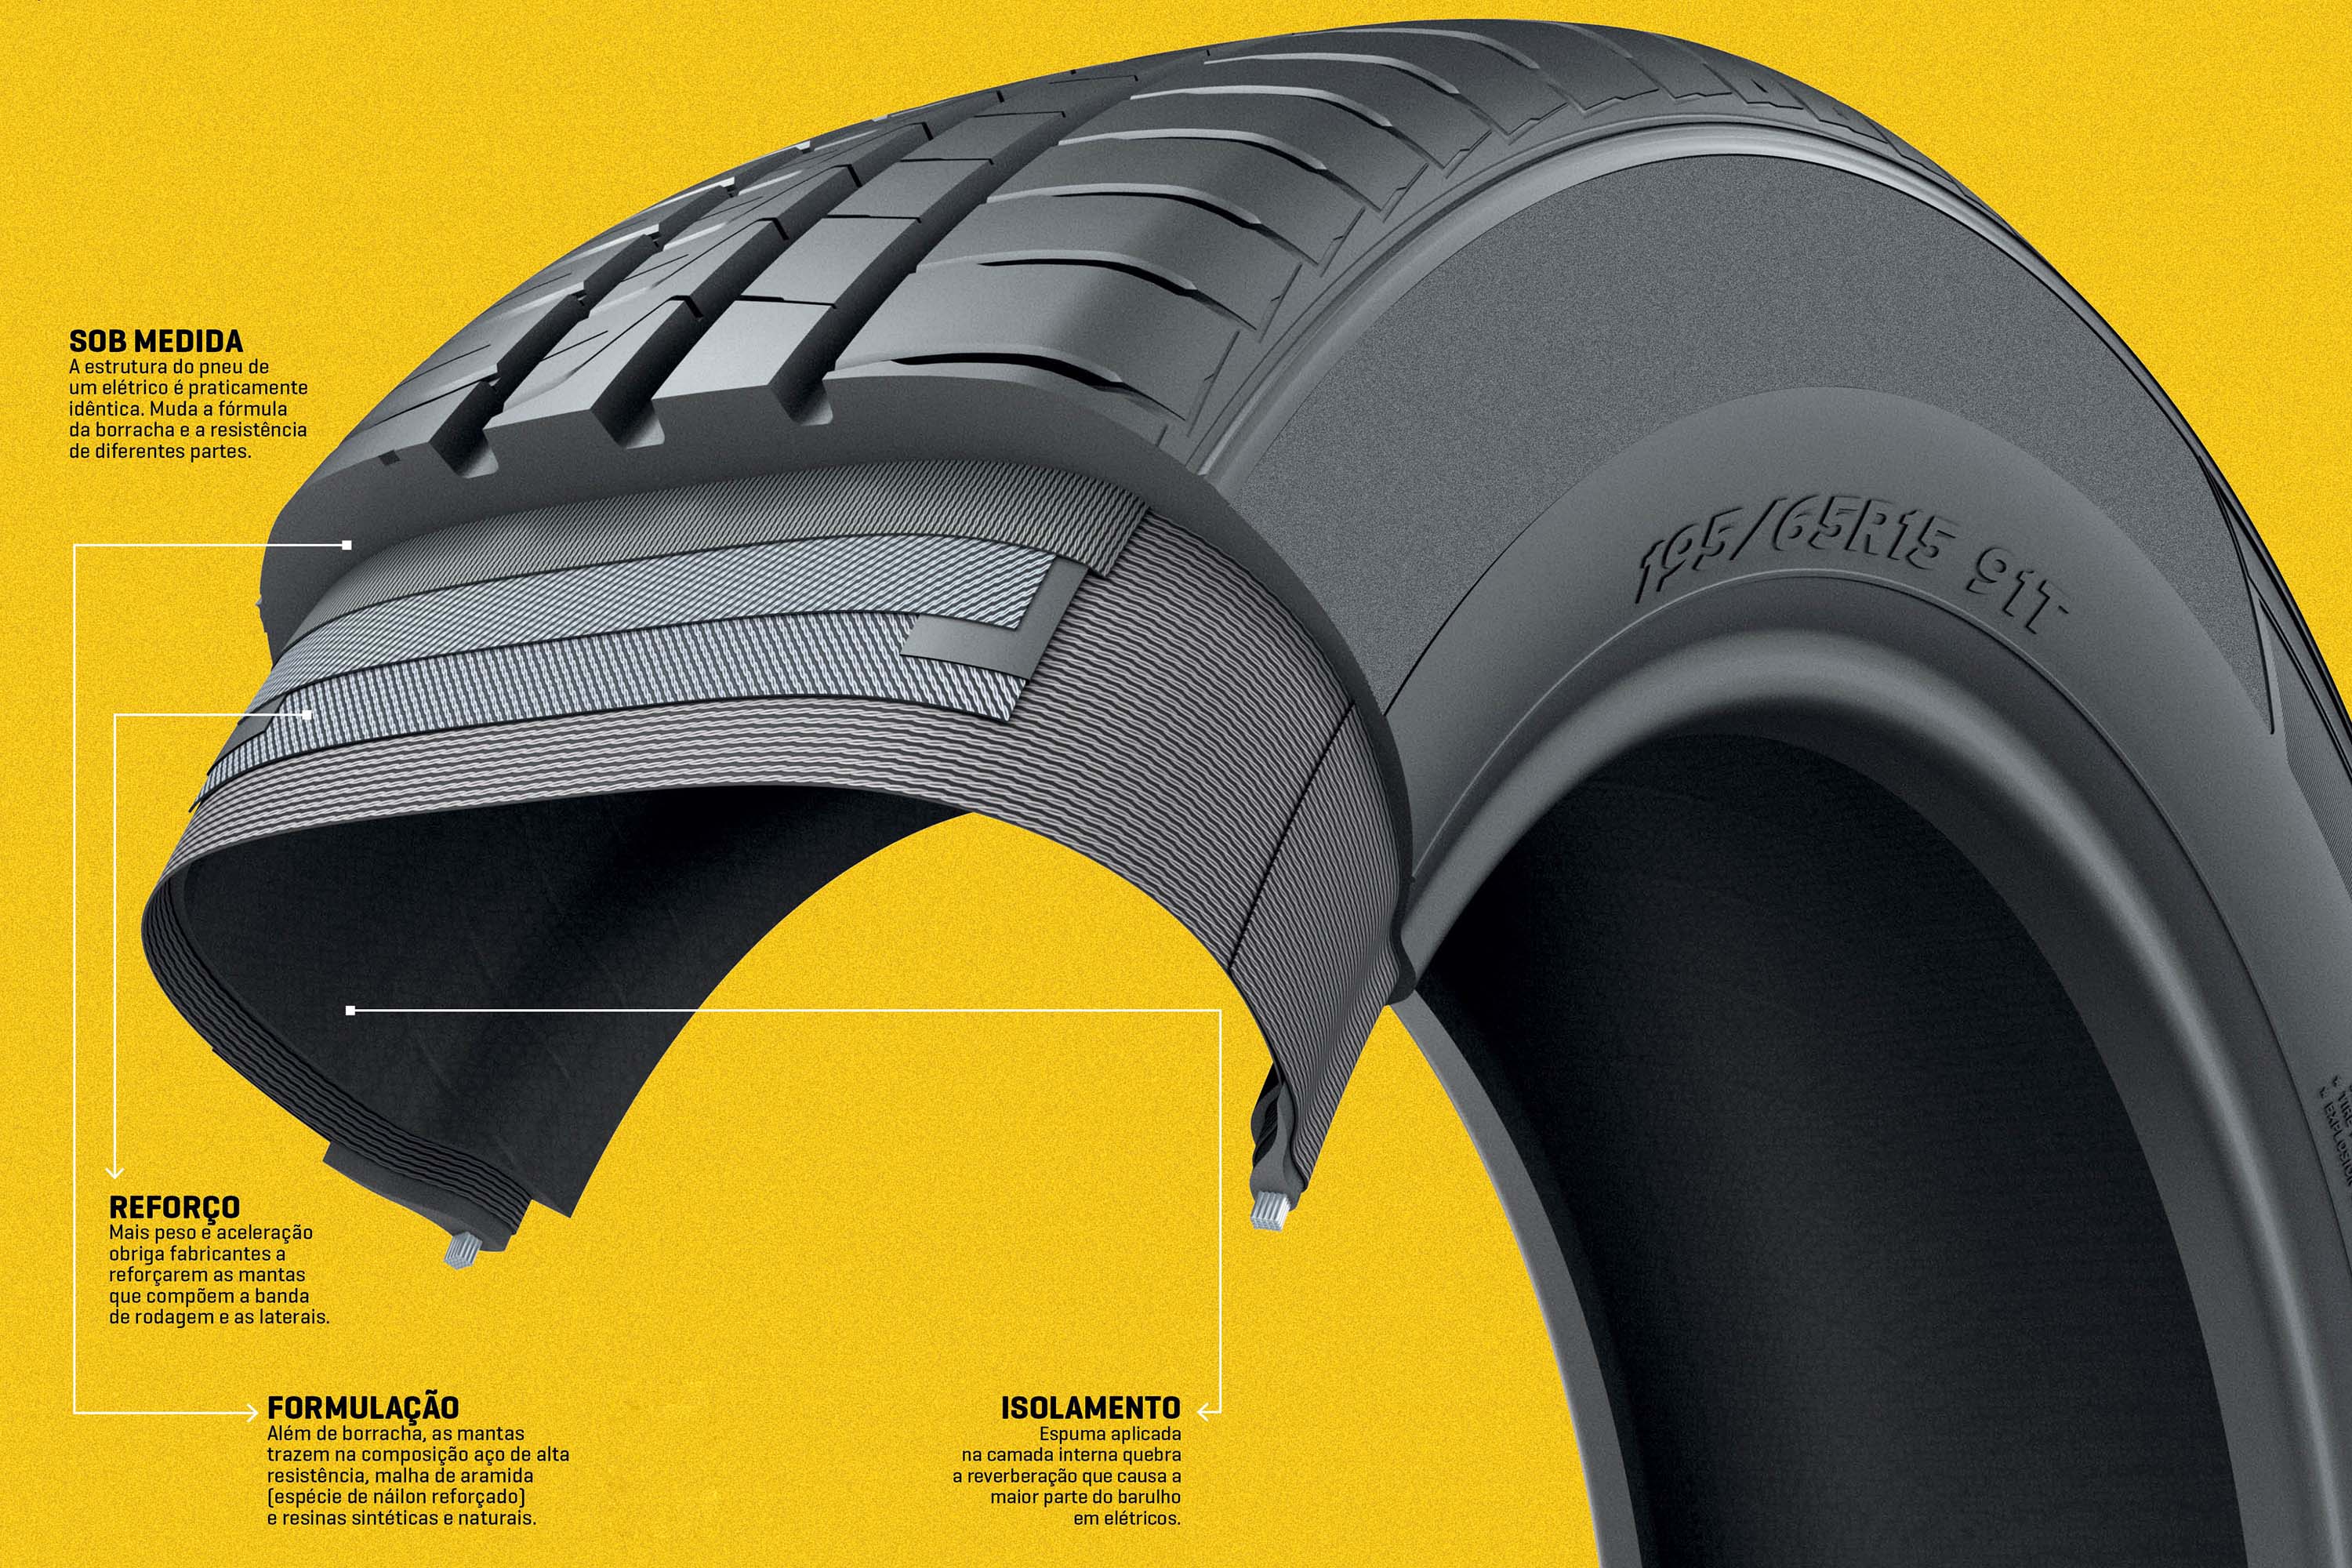 SOB MEDIDA
A estrutura do pneu de
um elétrico é praticamente
idêntica. Muda a fórmula
da borracha e a resistência
de diferentes partes.
195/65R15 91T
REFORÇO
Mais peso e aceleração
obriga fabricantes a
reforçarem as mantas
que compõem a banda
de rodagem e as laterais.
FORMULAÇÃO
Além de borracha, as mantas
trazem na composição aço de alta
resistência, malha de aramida
(espécie de náilon reforçado)
e resinas sintéticas e naturais.
ISOLAMENTO
Espuma aplicada
na camada interna quebra
a reverberação que causa a
maior parte do barulho
em elétricos.